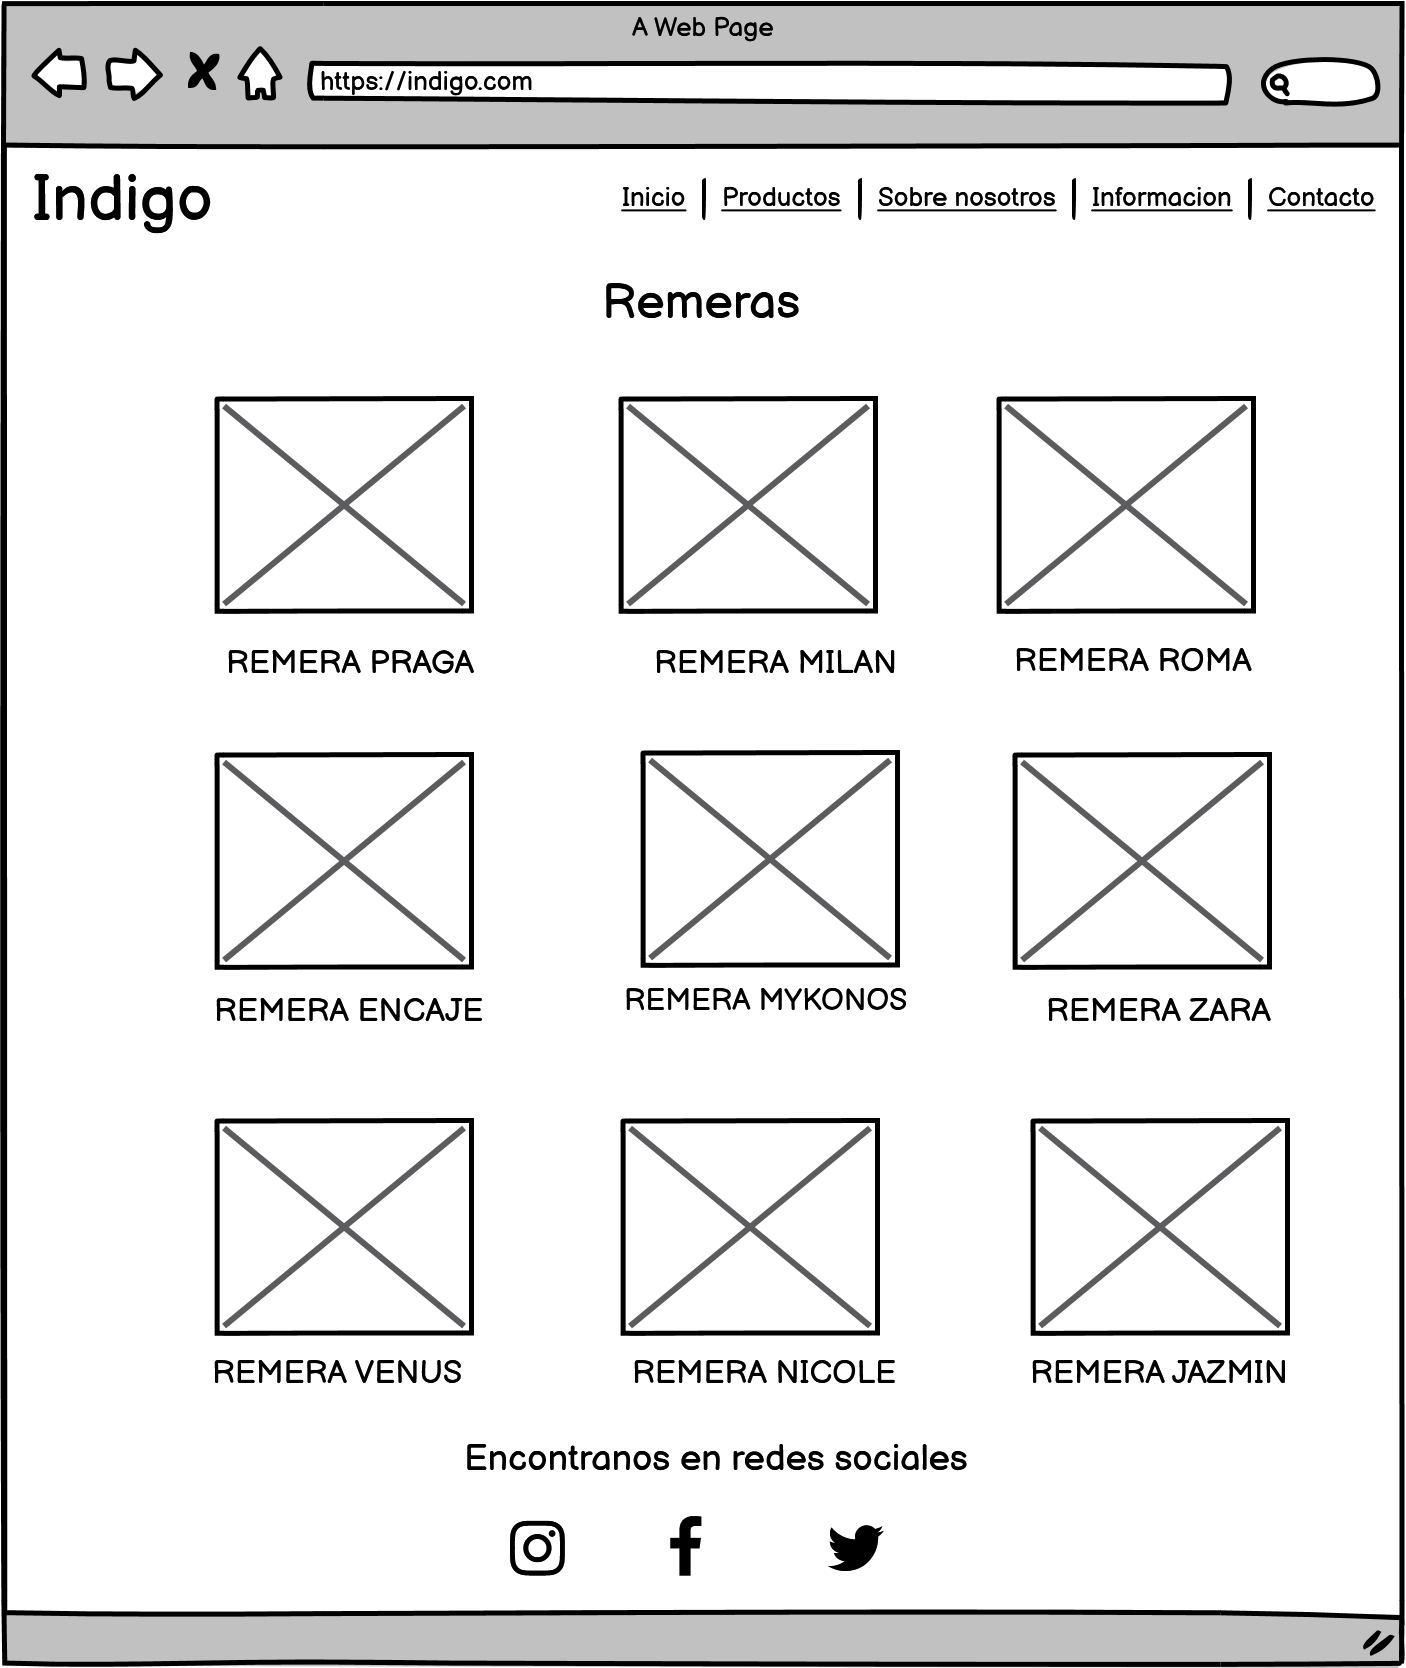 A Web Page
https://indigo.com
Indigo
Inicio | Productos | Sobre nosotros | Informacion | Contacto
Remeras
REMERA PRAGA REMERA MILAN REMERA ROMA
REMERA ENCAJE REMERA MYKONOS REMERA ZARA
REMERA VENUS REMERA NICOLE REMERA JAZMIN
Encontranos en redes sociales